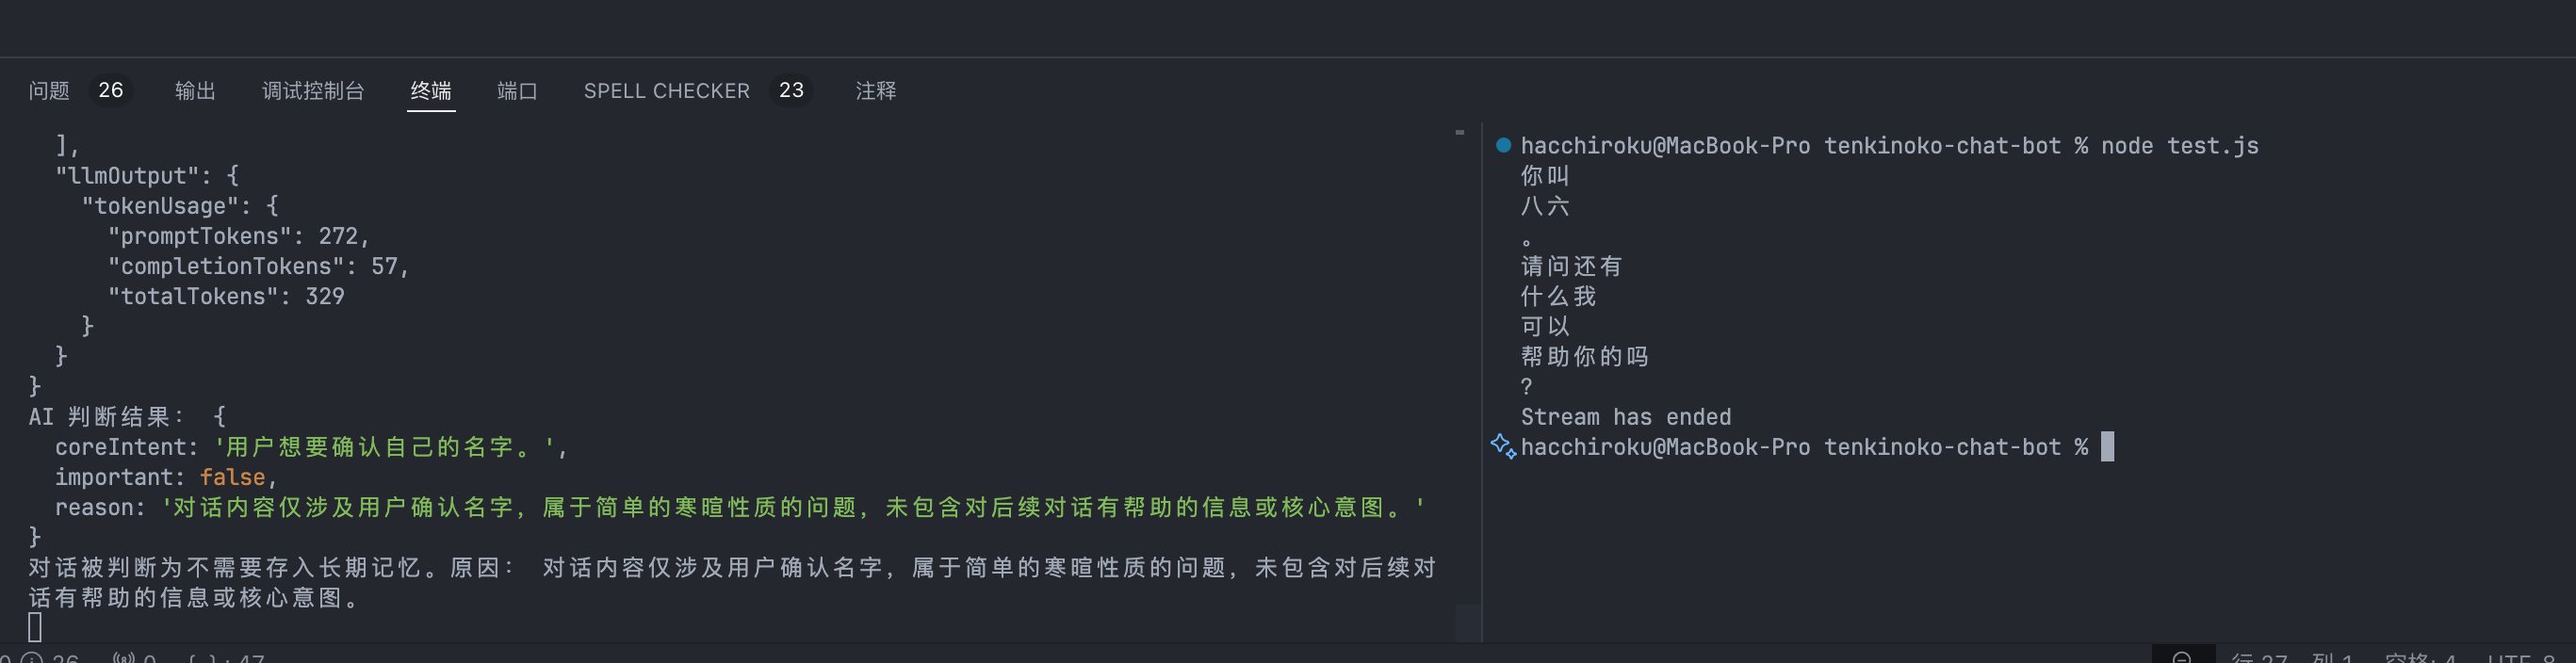 问题 26 输出 调试控制台 终端 端口 SPELL CHECKER 23 注释
],
"llmOutput": {
"tokenUsage": {
"promptTokens": 272,
"completionTokens": 57,
"totalTokens": 329
}
}
}
AI 判断结果： {
coreIntent: '用户想要确认自己的名字。',
important: false,
reason: '对话内容仅涉及用户确认名字，属于简单的寒暄性质的问题，未包含对后续对话有帮助的信息或核心意图。'
}
对话被判断为不需要存入长期记忆。原因： 对话内容仅涉及用户确认名字，属于简单的寒暄性质的问题，未包含对后续对
话有帮助的信息或核心意图。
hacchiroku@MacBook-Pro tenkinoko-chat-bot % node test.js
你叫
八六
。
请问还有
什么我
可以
帮助你的吗
?
Stream has ended
hacchiroku@MacBook-Pro tenkinoko-chat-bot %
0 26 0 {..}: 47
行 27, 列 1 空格: 4 UTF-8